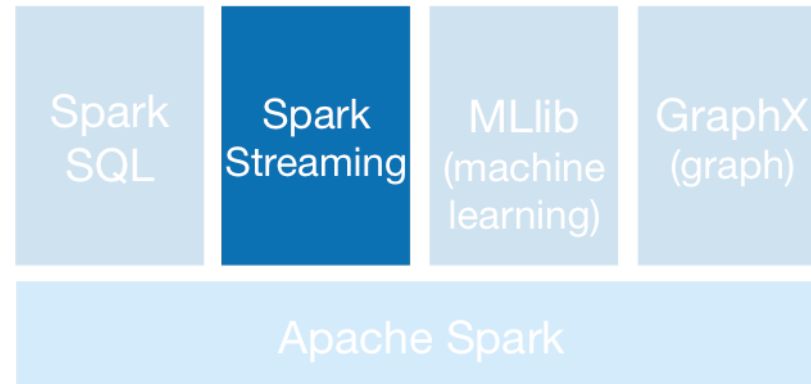 Spark
SQL
Spark
Streaming
MLlib
(machine
learning)
GraphX
(graph)
Apache Spark